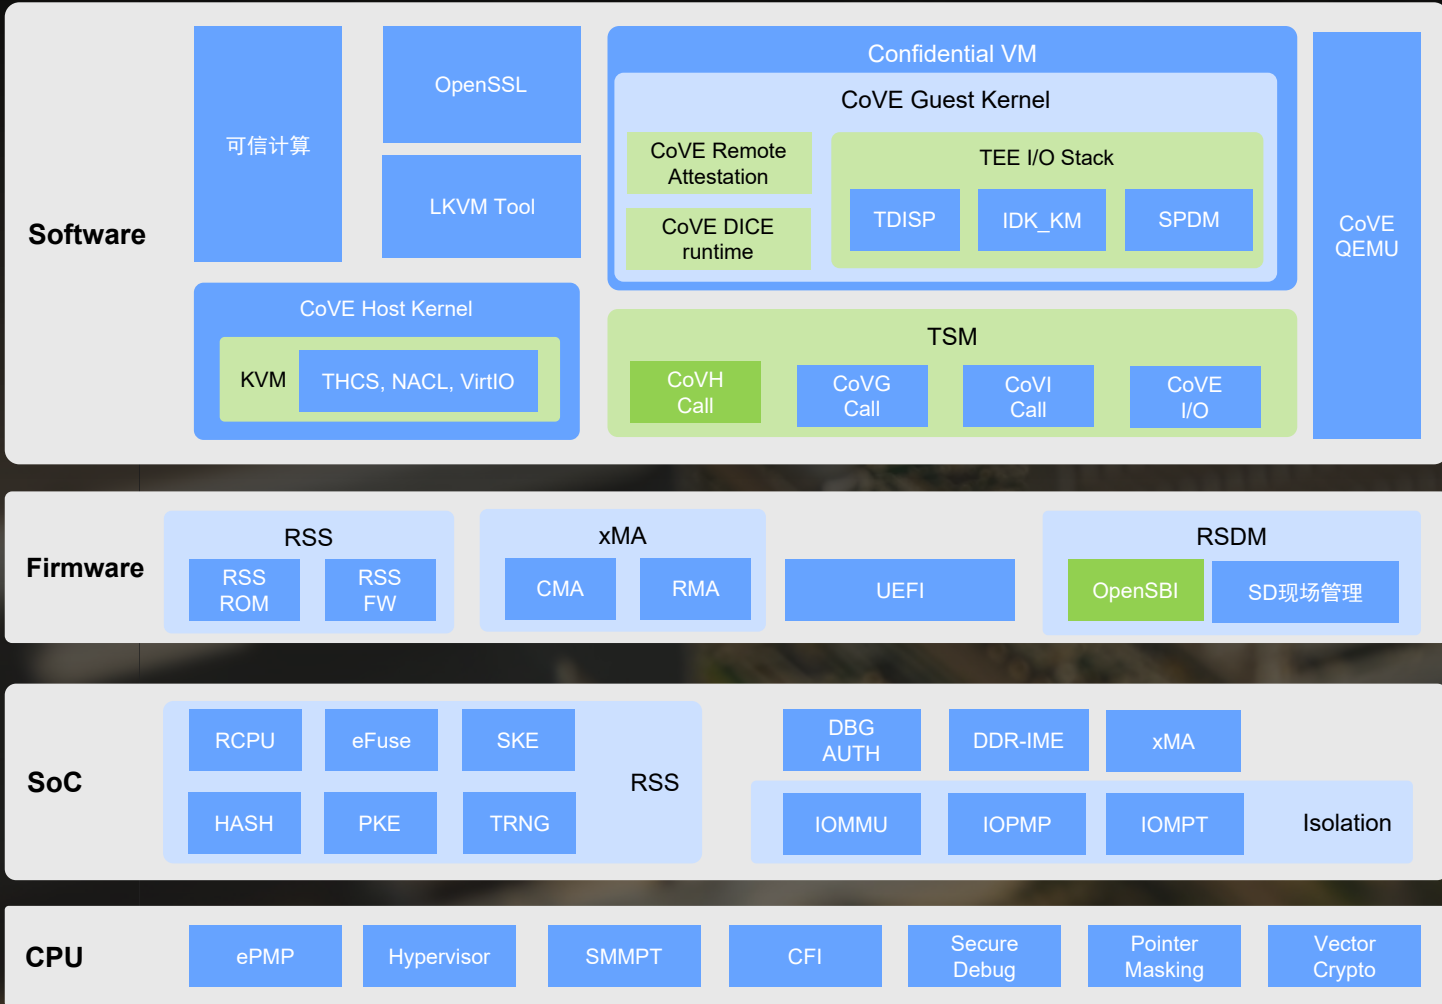 Software
可信计算
OpenSSL
LKVM Tool
CoVE Host Kernel
KVM
THCS, NACL, VirtIO
Confidential VM
CoVE Guest Kernel
CoVE Remote
Attestation
CoVE DICE
runtime
TEE I/O Stack
TDISP
IDK_KM
SPDM
TSM
CoVH
Call
CoVG
Call
CoVI
Call
CoVE
I/O
CoVE
QEMU
Firmware
RSS
RSS
ROM
RSS
FW
xMA
CMA
RMA
UEFI
RSDM
OpenSBI
SD现场管理
SoC
RCPU
eFuse
SKE
HASH
PKE
TRNG
RSS
DBG
AUTH
DDR-IME
xMA
IOMMU
IOPMP
IOMPT
Isolation
CPU
ePMP
Hypervisor
SMMPT
CFI
Secure
Debug
Pointer
Masking
Vector
Crypto